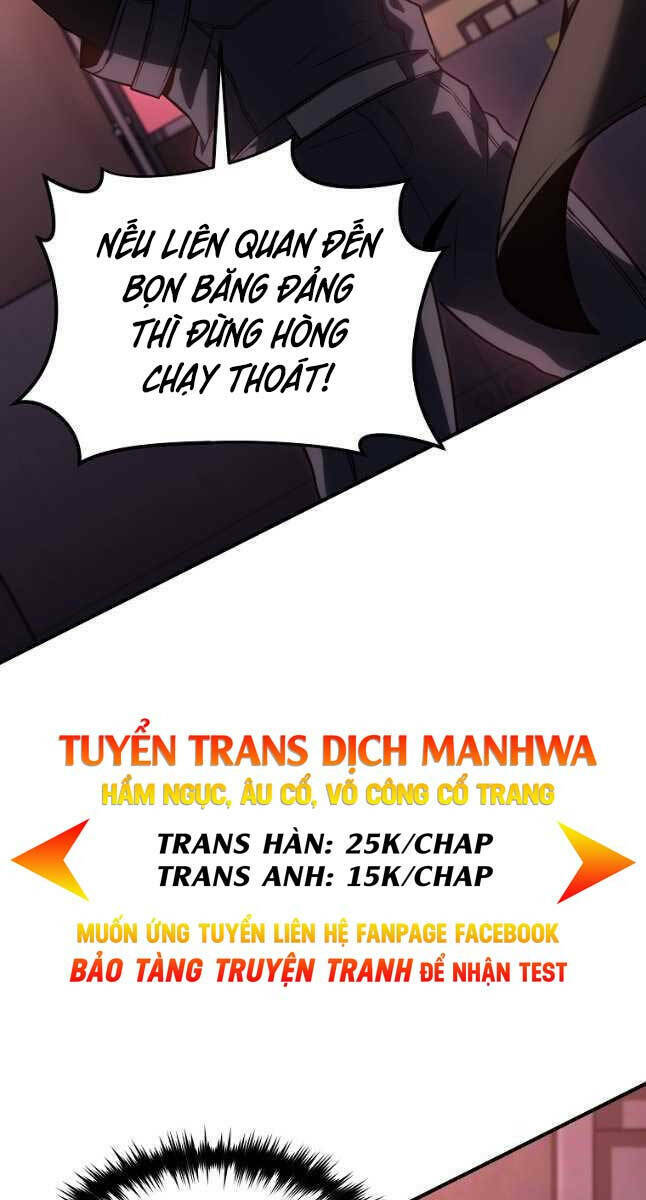 NẾU LIÊN QUAN ĐẾN
BỌN BĂNG ĐẢNG
THÌ ĐỪNG HÒNG
CHẠY THOÁT!
TUYỂN TRANS DỊCH MANHWA
HẦM NGỤC, ÂU CỔ, VÕ CÔNG CỔ TRANG
TRANS HÀN: 25K/CHAP
TRANS ANH: 15K/CHAP
MUỐN ỨNG TUYỂN LIÊN HỆ FANPAGE FACEBOOK
BẢO TÀNG TRUYỆN TRANH ĐỂ NHẬN TEST